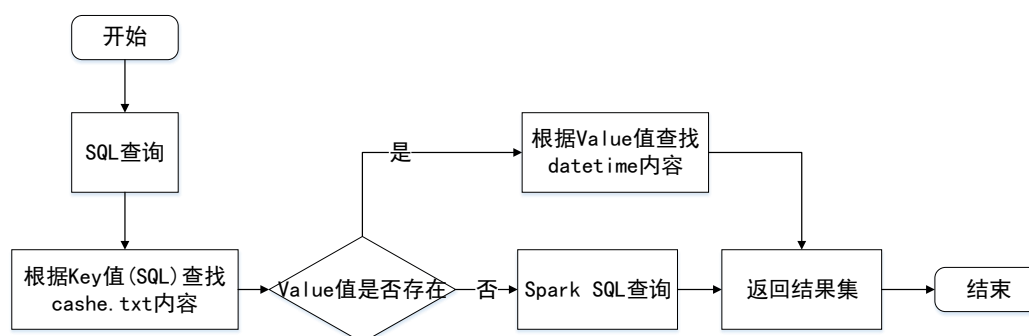 开始
SQL查询
是
根据Value值查找
datetime内容
根据Key值(SQL)查找
cashe.txt内容
Value值是否存在
否
Spark SQL查询
返回结果集
结束